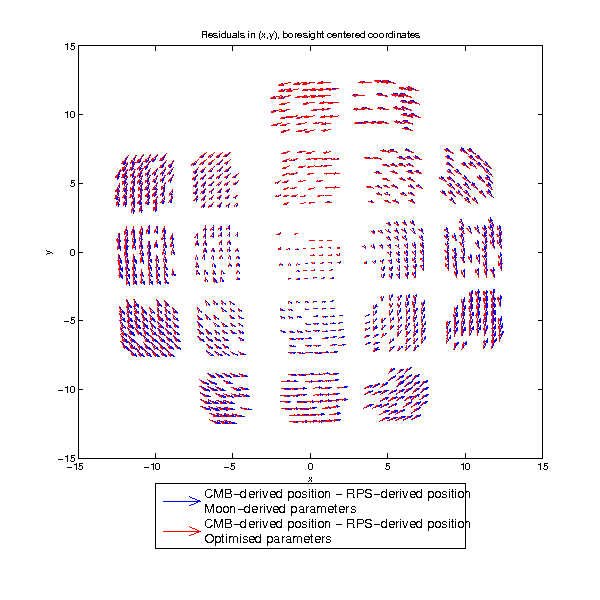 Residuals in (x,y), boresight centered coordinates
15
10
5
0
−5
−10
−15
y
−15
−10
−5
0
5
10
15
x
CMB−derived position − RPS−derived position
Moon−derived parameters
CMB−derived position − RPS−derived position
Optimised parameters